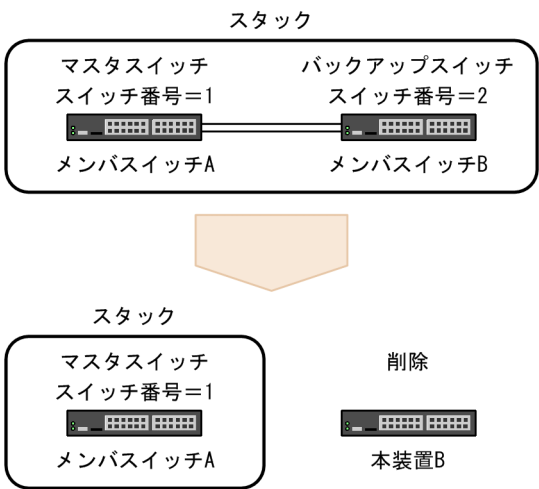 スタック
マスタスイッチ
スイッチ番号=1
メンバスイッチA
バックアップスイッチ
スイッチ番号=2
メンバスイッチB
スタック
マスタスイッチ
スイッチ番号=1
メンバスイッチA
削除
本装置B